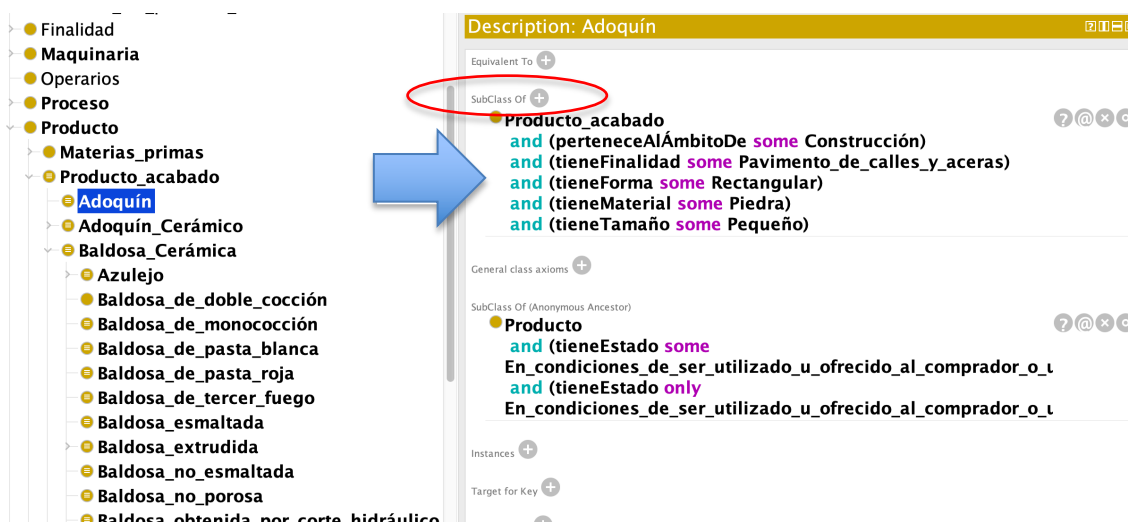 Finalidad
Maquinaria
Operarios
Proceso
Producto
Materias_primas
Producto_acabado
Adoquín
Adoquín_Cerámico
Baldosa_Cerámica
Azulejo
Baldosa_de_doble_cocción
Baldosa_de_monococción
Baldosa_de_pasta_blanca
Baldosa_de_pasta_roja
Baldosa_de_tercer_fuego
Baldosa_esmaltada
Baldosa_extrudida
Baldosa_no_esmaltada
Baldosa_no_porosa
Baldosa_obtenida_por_corte_hidráulico
Description: Adoquín
Equivalent To
SubClass Of
Producto_acabado
and (perteneceAlÁmbitoDe some Construcción)
and (tieneFinalidad some Pavimento_de_calles_y_aceras)
and (tieneForma some Rectangular)
and (tieneMaterial some Piedra)
and (tieneTamaño some Pequeño)
General class axioms
SubClass Of (Anonymous Ancestor)
Producto
and (tieneEstado some
En_condiciones_de_ser_utilizado_u_ofrecido_al_comprador_o_u
and (tieneEstado only
En_condiciones_de_ser_utilizado_u_ofrecido_al_comprador_o_u
Instances
Target for Key